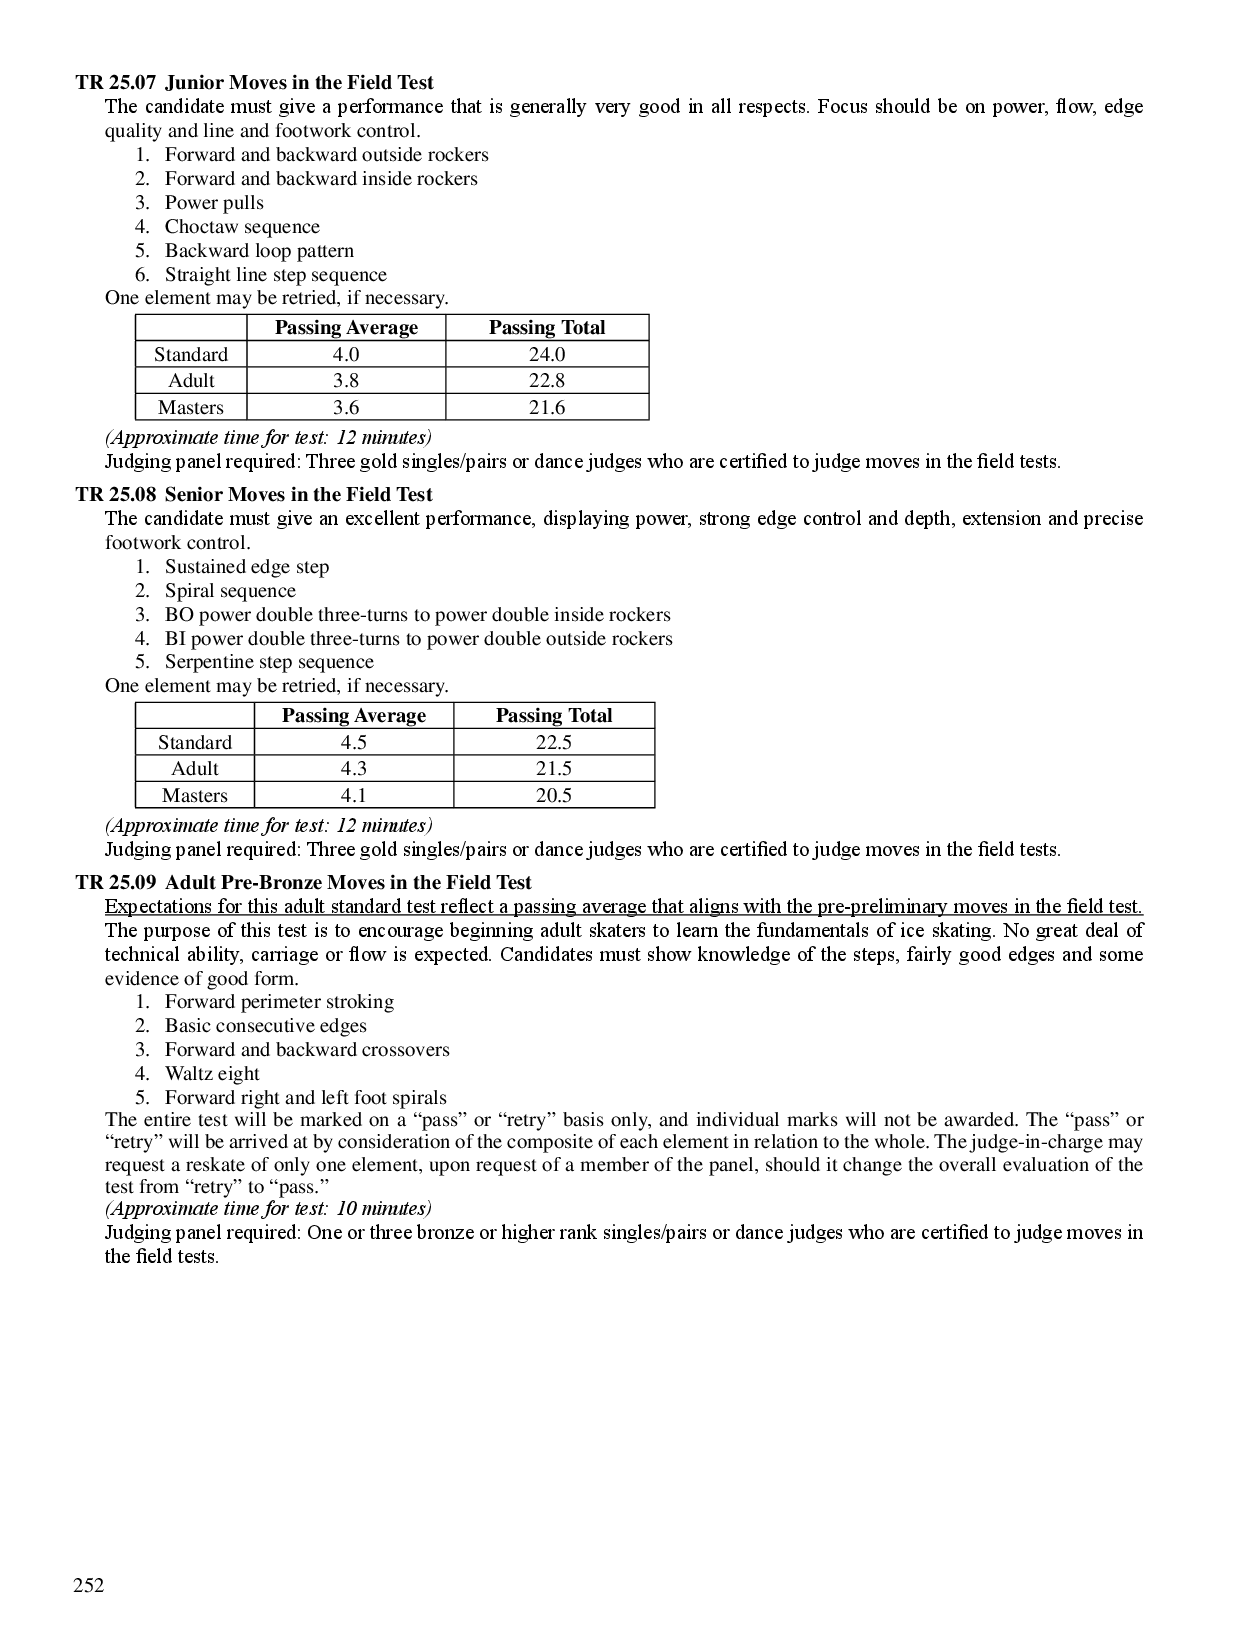 TR 25.07 Junior Moves in the Field Test
The candidate must give a performance that is generally very good in all respects. Focus should be on power, flow, edge
quality and line and footwork control.
1. Forward and backward outside rockers
2. Forward and backward inside rockers
3. Power pulls
4. Choctaw sequence
5. Backward loop pattern
6. Straight line step sequence
One element may be retried, if necessary.
Passing Average Passing Total
Standard 4.0 24.0
Adult 3.8 22.8
Masters 3.6 21.6
(Approximate time for test: 12 minutes)
Judging panel required: Three gold singles/pairs or dance judges who are certified to judge moves in the field tests.
TR 25.08 Senior Moves in the Field Test
The candidate must give an excellent performance, displaying power, strong edge control and depth, extension and precise
footwork control.
1. Sustained edge step
2. Spiral sequence
3. BO power double three-turns to power double inside rockers
4. BI power double three-turns to power double outside rockers
5. Serpentine step sequence
One element may be retried, if necessary.
Passing Average Passing Total
Standard 4.5 22.5
Adult 4.3 21.5
Masters 4.1 20.5
(Approximate time for test: 12 minutes)
Judging panel required: Three gold singles/pairs or dance judges who are certified to judge moves in the field tests.
TR 25.09 Adult Pre-Bronze Moves in the Field Test
Expectations for this adult standard test reflect a passing average that aligns with the pre-preliminary moves in the field test.
The purpose of this test is to encourage beginning adult skaters to learn the fundamentals of ice skating. No great deal of
technical ability, carriage or flow is expected. Candidates must show knowledge of the steps, fairly good edges and some
evidence of good form.
1. Forward perimeter stroking
2. Basic consecutive edges
3. Forward and backward crossovers
4. Waltz eight
5. Forward right and left foot spirals
The entire test will be marked on a “pass” or “retry” basis only, and individual marks will not be awarded. The “pass” or
“retry” will be arrived at by consideration of the composite of each element in relation to the whole. The judge-in-charge may
request a reskate of only one element, upon request of a member of the panel, should it change the overall evaluation of the
test from “retry” to “pass.”
(Approximate time for test: 10 minutes)
Judging panel required: One or three bronze or higher rank singles/pairs or dance judges who are certified to judge moves in
the field tests.
252